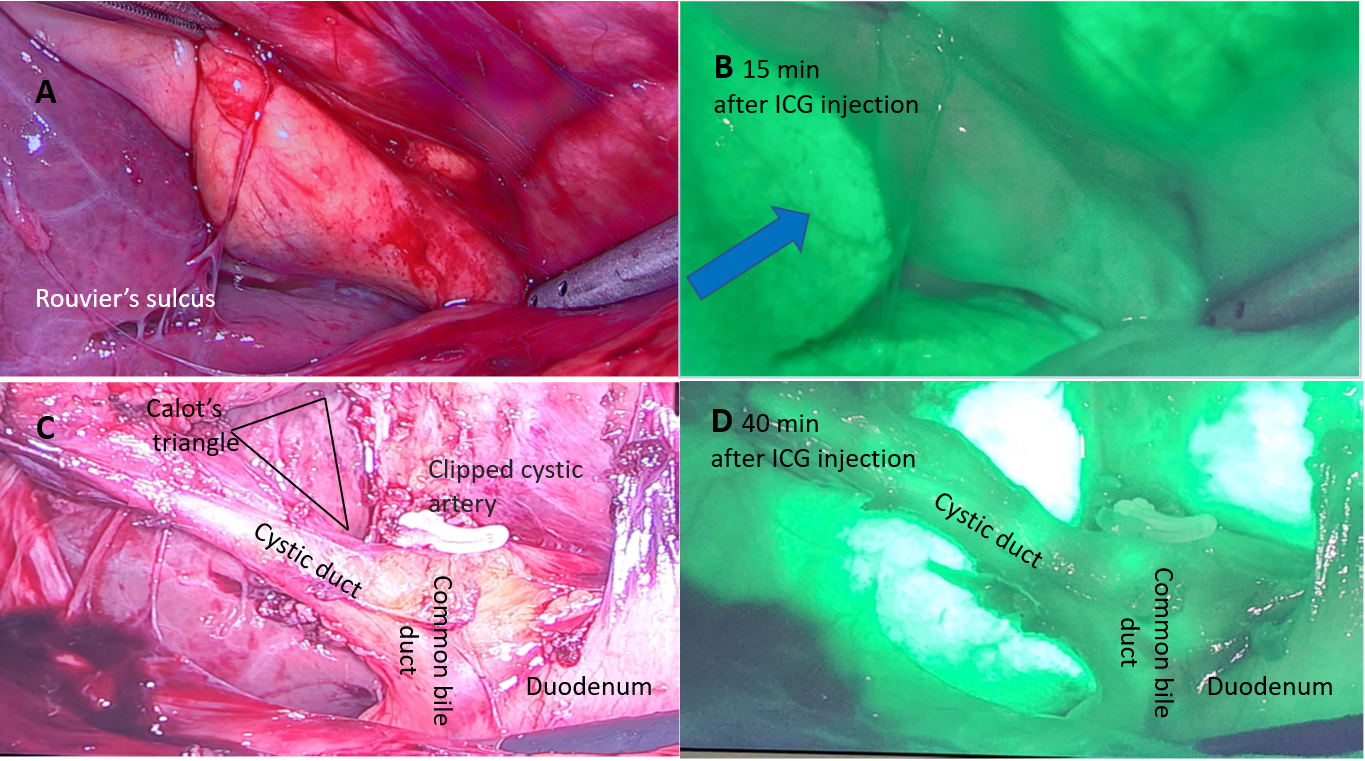 A
Rouvier’s sulcus
B 15 min
after ICG injection
C
Calot’s
triangle
Clipped cystic
artery
Cystic duct
Common bile
duct
Duodenum
D 40 min
after ICG injection
Cystic duct
Common bile
duct
Duodenum